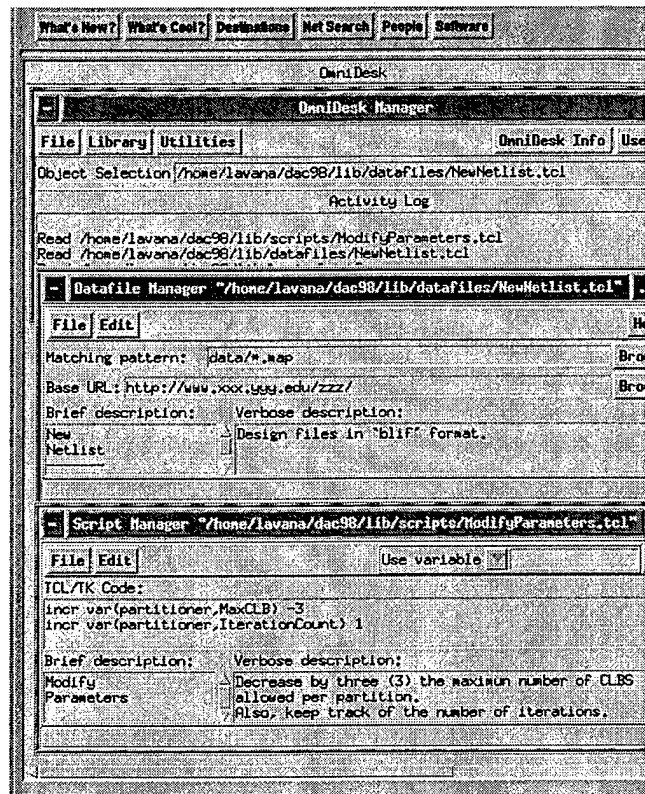 What's New? What's Cool? Destinations Net Search People Software
OmniDesk
OmniDesk Manager
File Library Utilities OmniDesk Info Use
Object Selection /home/lavana/dac98/lib/datafiles/NewNetlist.tcl
Activity Log
Read /home/lavana/dac98/lib/scripts/ModifyParameters.tcl
Read /home/lavana/dac98/lib/datafiles/NewNetlist.tcl
Datafile Manager "/home/lavana/dac98/lib/datafiles/NewNetlist.tcl"
File Edit He
Matching pattern: data/*.map Bro
Base URL: http://www.xxx.yyy.edu/zzz/ Bro
Brief description: Verbose description:
New Design files in `blif` format.
Netlist
Script Manager "/home/lavana/dac98/lib/scripts/ModifyParameters.tcl"
File Edit Use variable
TCL/TK Code:
incr var(partitioner,MaxCLB) -3
incr var(partitioner,IterationCount) 1
Brief description: Verbose description:
Modify Decrease by three (3) the maximun number of CLBS
Parameters allowed per partition.
Also, keep track of the number of iterations.